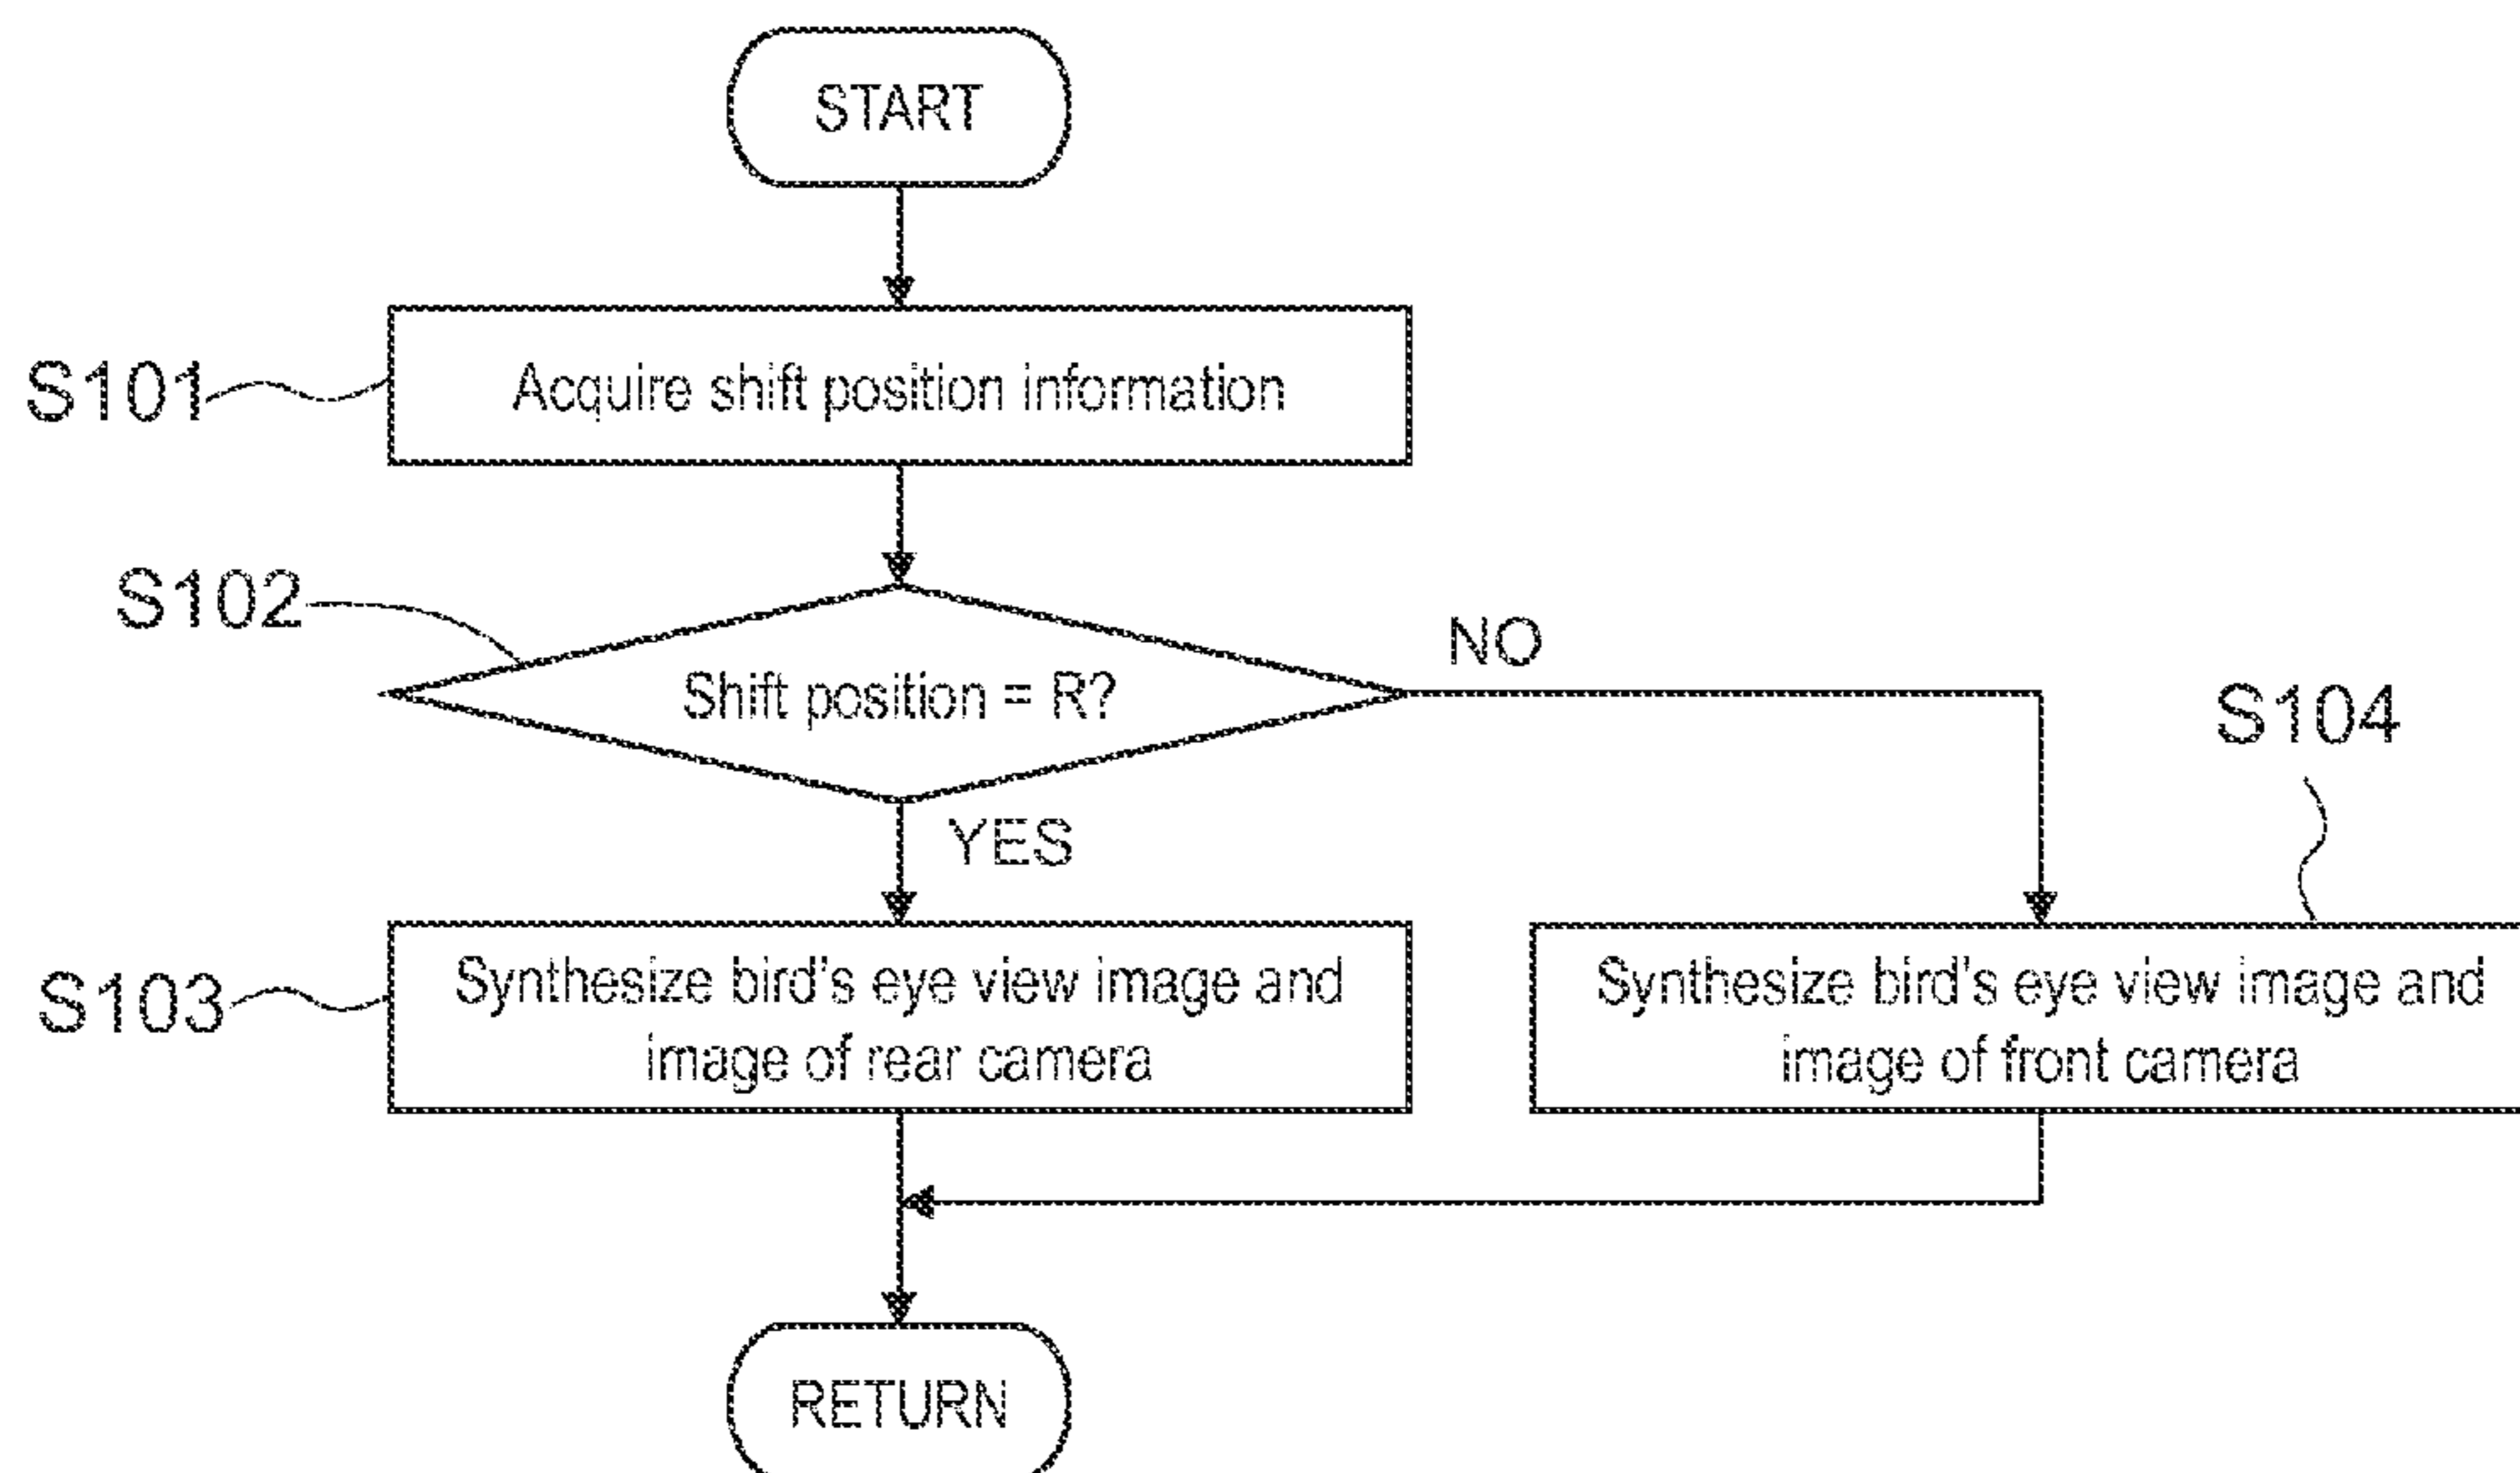 START
S101
Acquire shift position information
S102
Shift position = R?
NO
S104
YES
S103
Synthesize bird's eye view image and
image of rear camera
Synthesize bird's eye view image and
image of front camera
RETURN